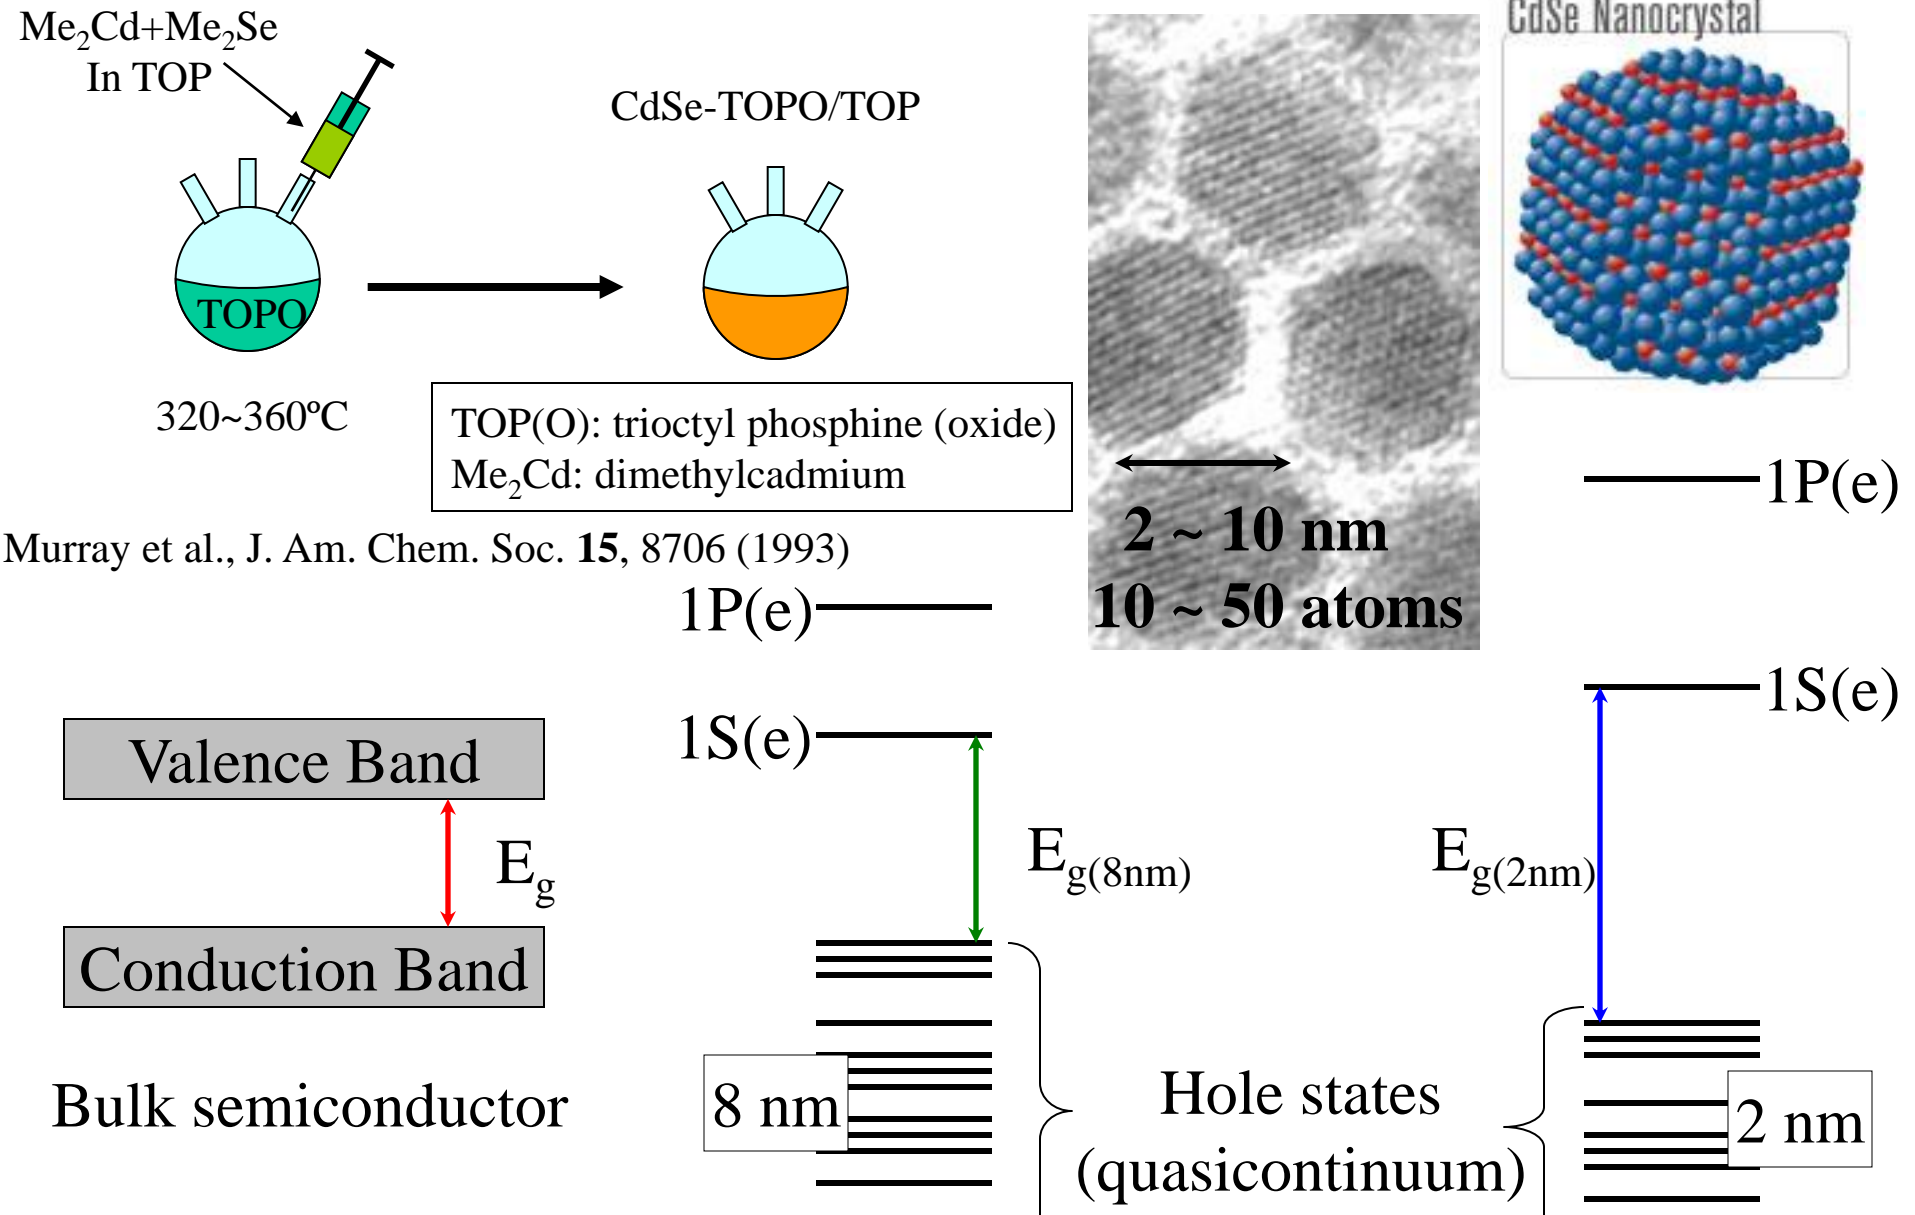 Me₂Cd+Me₂Se
In TOP
CdSe-TOPO/TOP
CdSe Nanocrystal
TOPO
320~360ºC
TOP(O): trioctyl phosphine (oxide)
Me₂Cd: dimethylcadmium
Murray et al., J. Am. Chem. Soc. 15, 8706 (1993)
2 ~ 10 nm
10 ~ 50 atoms
1P(e)
1S(e)
1P(e)
1S(e)
Valence Band
E₉
Conduction Band
Bulk semiconductor
Eg(8nm)
Eg(2nm)
8 nm
Hole states
(quasicontinuum)
2 nm